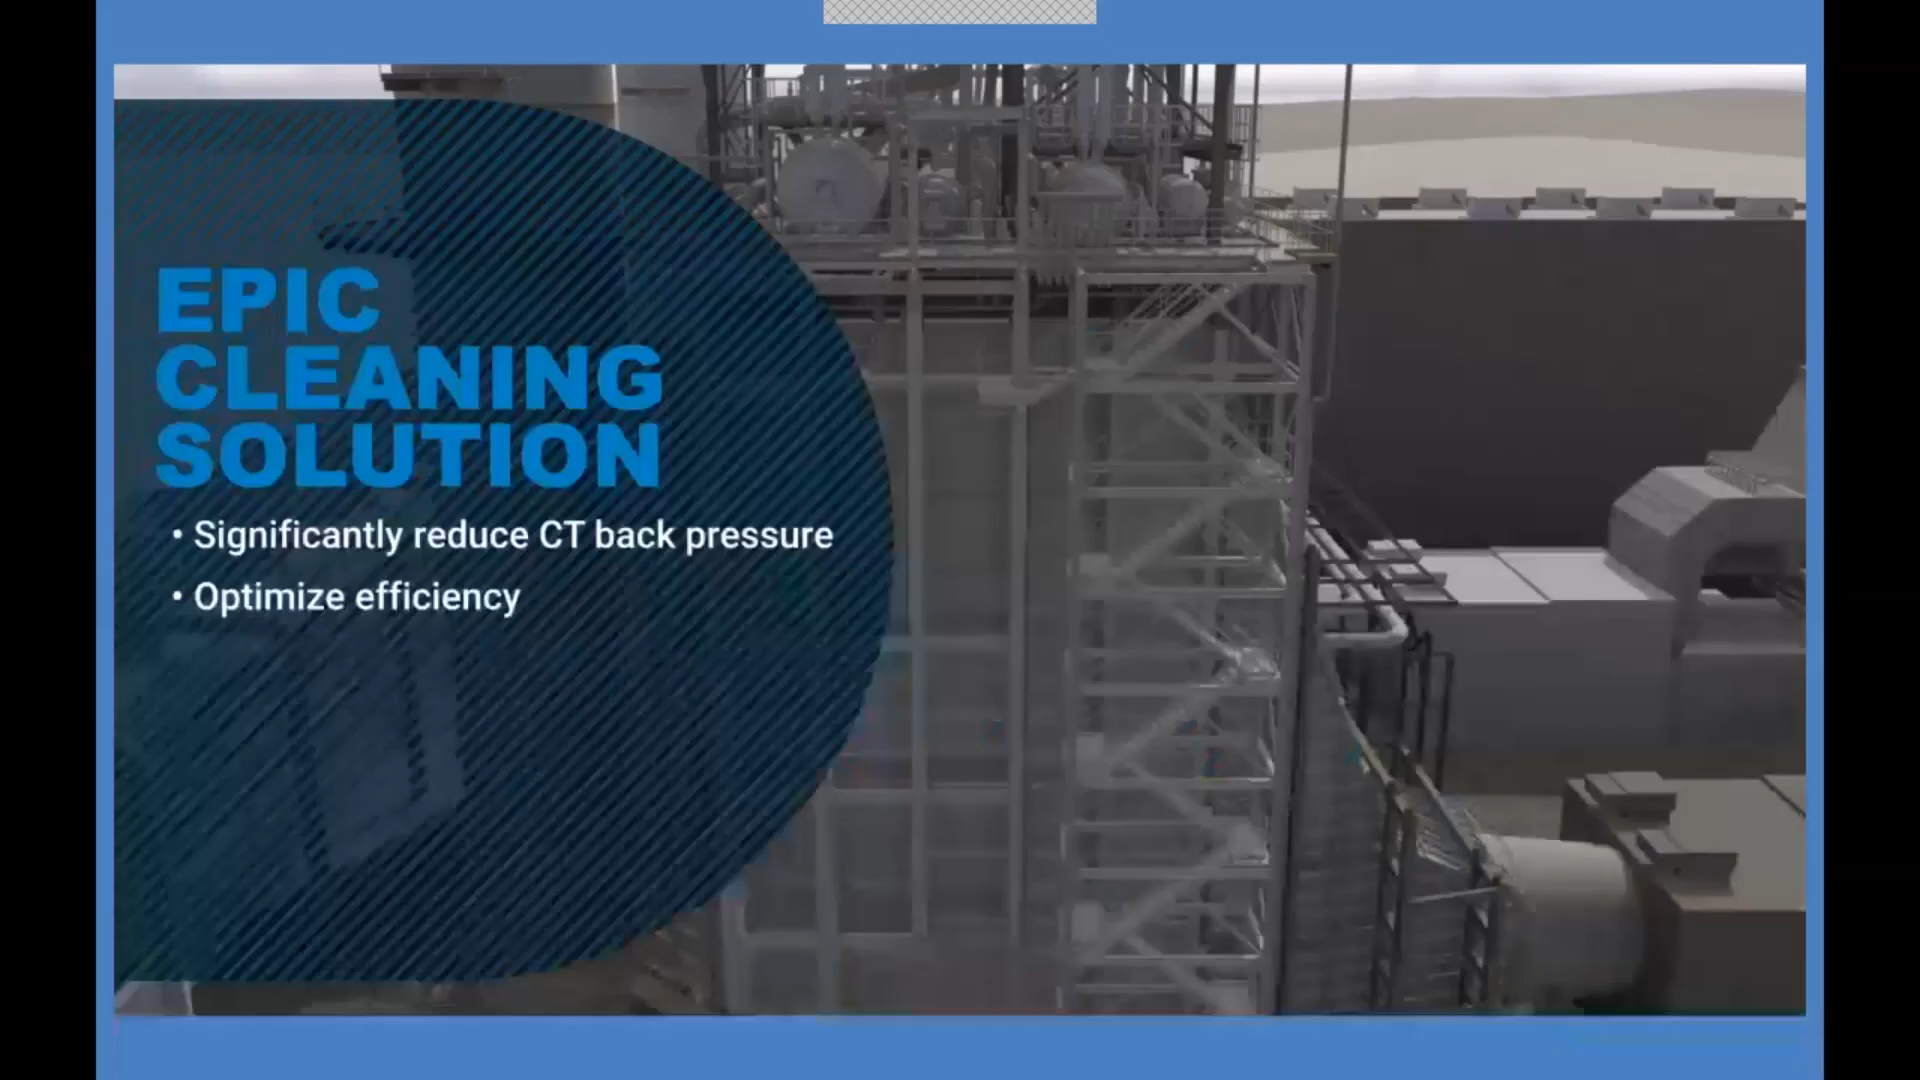 EPIC
CLEANING
SOLUTION
• Significantly reduce CT back pressure
• Optimize efficiency